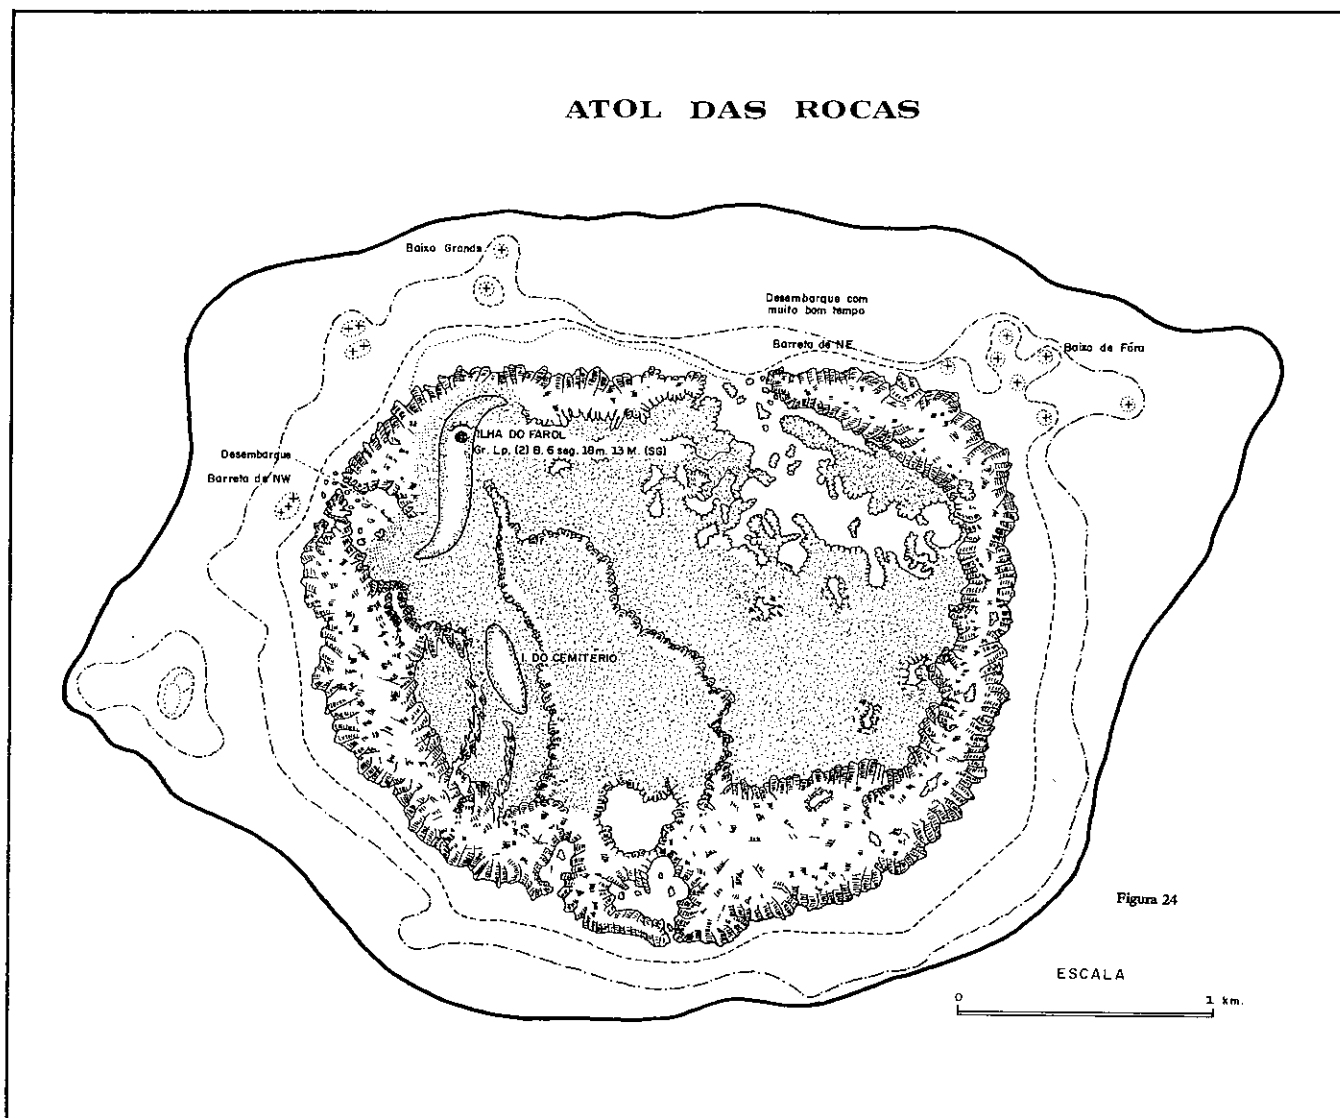 ATOL DAS ROCAS
Baixo Grande
Desembarque com
muito bom tempo
Barreta de NE
Baixo de Fóra
ILHA DO FAROL
Gr. Lp. (2) B. 6 seg. 18m. 13 M. (SG)
Desembarque
Barreta de NW
I. DO CEMITERIO
Figura 24
ESCALA
0 1 km.